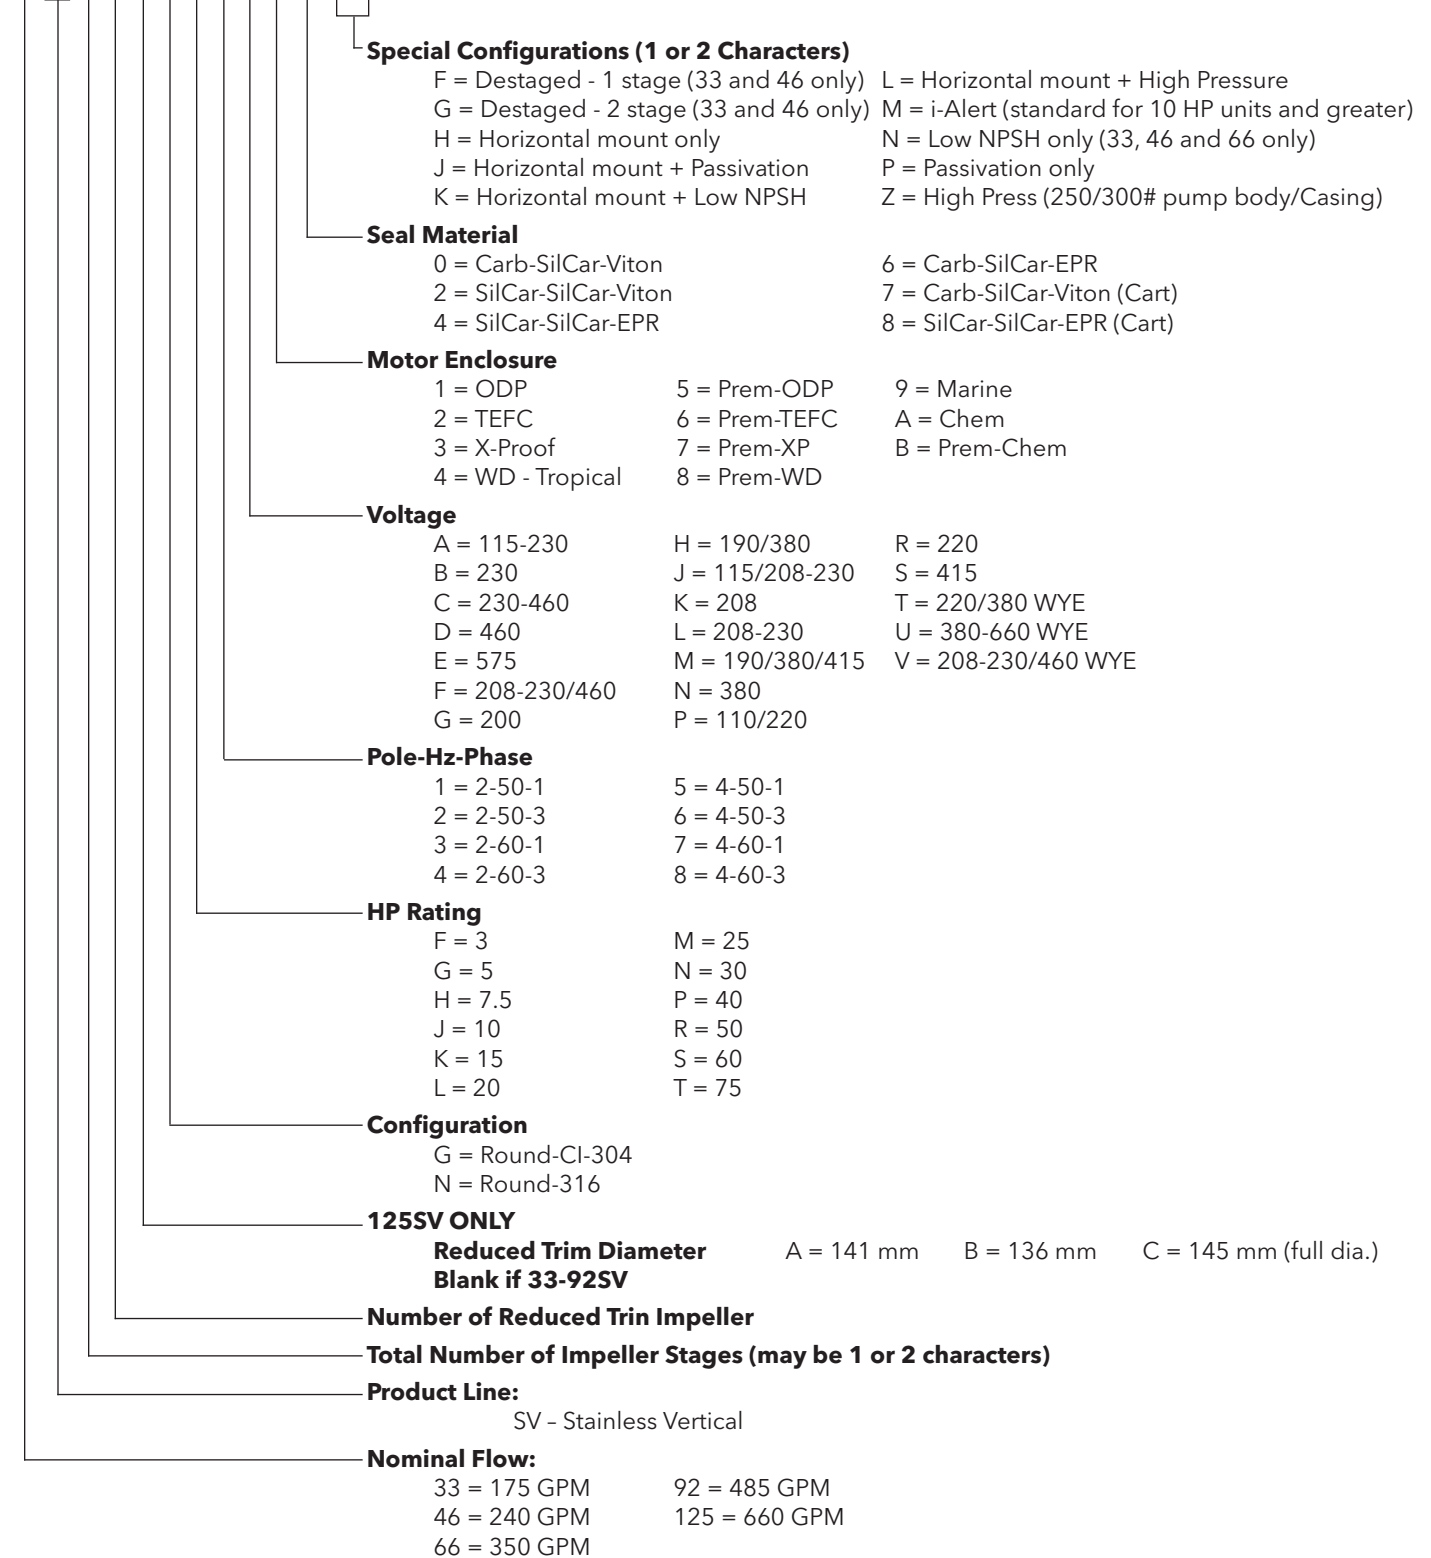 Special Configurations (1 or 2 Characters)
F = Destaged - 1 stage (33 and 46 only) L = Horizontal mount + High Pressure
G = Destaged - 2 stage (33 and 46 only) M = i-Alert (standard for 10 HP units and greater)
H = Horizontal mount only N = Low NPSH only (33, 46 and 66 only)
J = Horizontal mount + Passivation P = Passivation only
K = Horizontal mount + Low NPSH Z = High Press (250/300# pump body/Casing)
Seal Material
0 = Carb-SilCar-Viton 6 = Carb-SilCar-EPR
2 = SilCar-SilCar-Viton 7 = Carb-SilCar-Viton (Cart)
4 = SilCar-SilCar-EPR 8 = SilCar-SilCar-EPR (Cart)
Motor Enclosure
1 = ODP 5 = Prem-ODP 9 = Marine
2 = TEFC 6 = Prem-TEFC A = Chem
3 = X-Proof 7 = Prem-XP B = Prem-Chem
4 = WD - Tropical 8 = Prem-WD
Voltage
A = 115-230 H = 190/380 R = 220
B = 230 J = 115/208-230 S = 415
C = 230-460 K = 208 T = 220/380 WYE
D = 460 L = 208-230 U = 380-660 WYE
E = 575 M = 190/380/415 V = 208-230/460 WYE
F = 208-230/460 N = 380
G = 200 P = 110/220
Pole-Hz-Phase
1 = 2-50-1 5 = 4-50-1
2 = 2-50-3 6 = 4-50-3
3 = 2-60-1 7 = 4-60-1
4 = 2-60-3 8 = 4-60-3
HP Rating
F = 3 M = 25
G = 5 N = 30
H = 7.5 P = 40
J = 10 R = 50
K = 15 S = 60
L = 20 T = 75
Configuration
G = Round-CI-304
N = Round-316
125SV ONLY
Reduced Trim Diameter A = 141 mm B = 136 mm C = 145 mm (full dia.)
Blank if 33-92SV
Number of Reduced Trin Impeller
Total Number of Impeller Stages (may be 1 or 2 characters)
Product Line:
SV – Stainless Vertical
Nominal Flow:
33 = 175 GPM 92 = 485 GPM
46 = 240 GPM 125 = 660 GPM
66 = 350 GPM